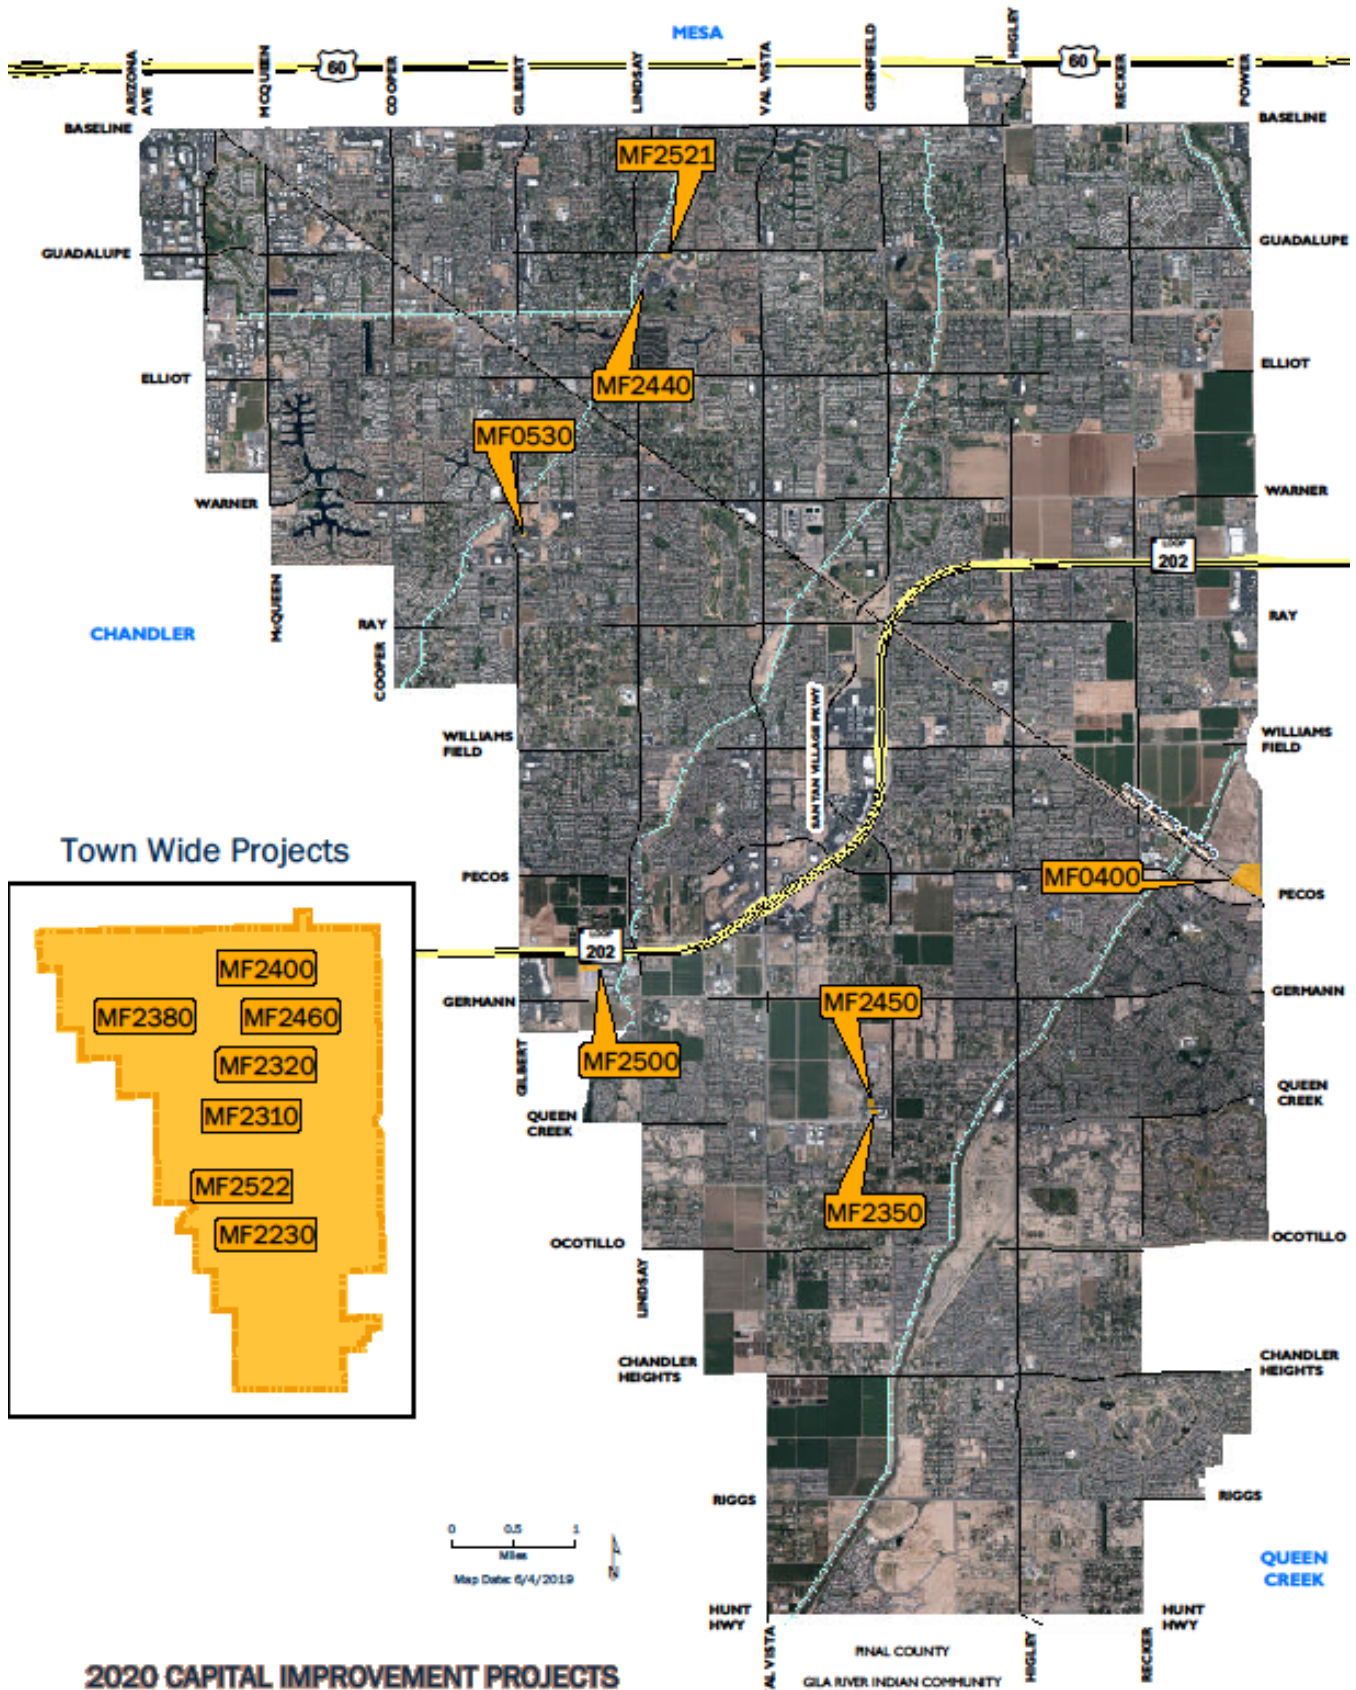 MESA
60
60
ARIZONA
AVE
MCQUEEN
COOPER
GILBERT
LINDSAY
VAL VISTA
GREENFIELD
HIGLEY
RECKER
POWER
BASELINE
BASELINE
MF2521
GUADALUPE
GUADALUPE
ELLIOT
ELLIOT
MF2440
MF0530
WARNER
WARNER
LOOP
202
MCQUEEN
CHANDLER
RAY
RAY
COOPER
SAN TAN VILLAGE PKWY
WILLIAMS
FIELD
WILLIAMS
FIELD
Town Wide Projects
PECOS
MF0400
PECOS
MF2400
MF2380
MF2460
MF2320
MF2310
MF2522
MF2230
LOOP
202
GERMANN
GERMANN
MF2450
MF2500
GILBERT
QUEEN
CREEK
QUEEN
CREEK
MF2350
OCOTILLO
OCOTILLO
LINDSAY
CHANDLER
HEIGHTS
CHANDLER
HEIGHTS
RIGGS
RIGGS
0 0.5 1
Miles
Map Date: 6/4/2019
N
QUEEN
CREEK
HUNT
HWY
HUNT
HWY
AL VISTA
HIGLEY
RECKER
PINAL COUNTY
GILA RIVER INDIAN COMMUNITY
2020 CAPITAL IMPROVEMENT PROJECTS